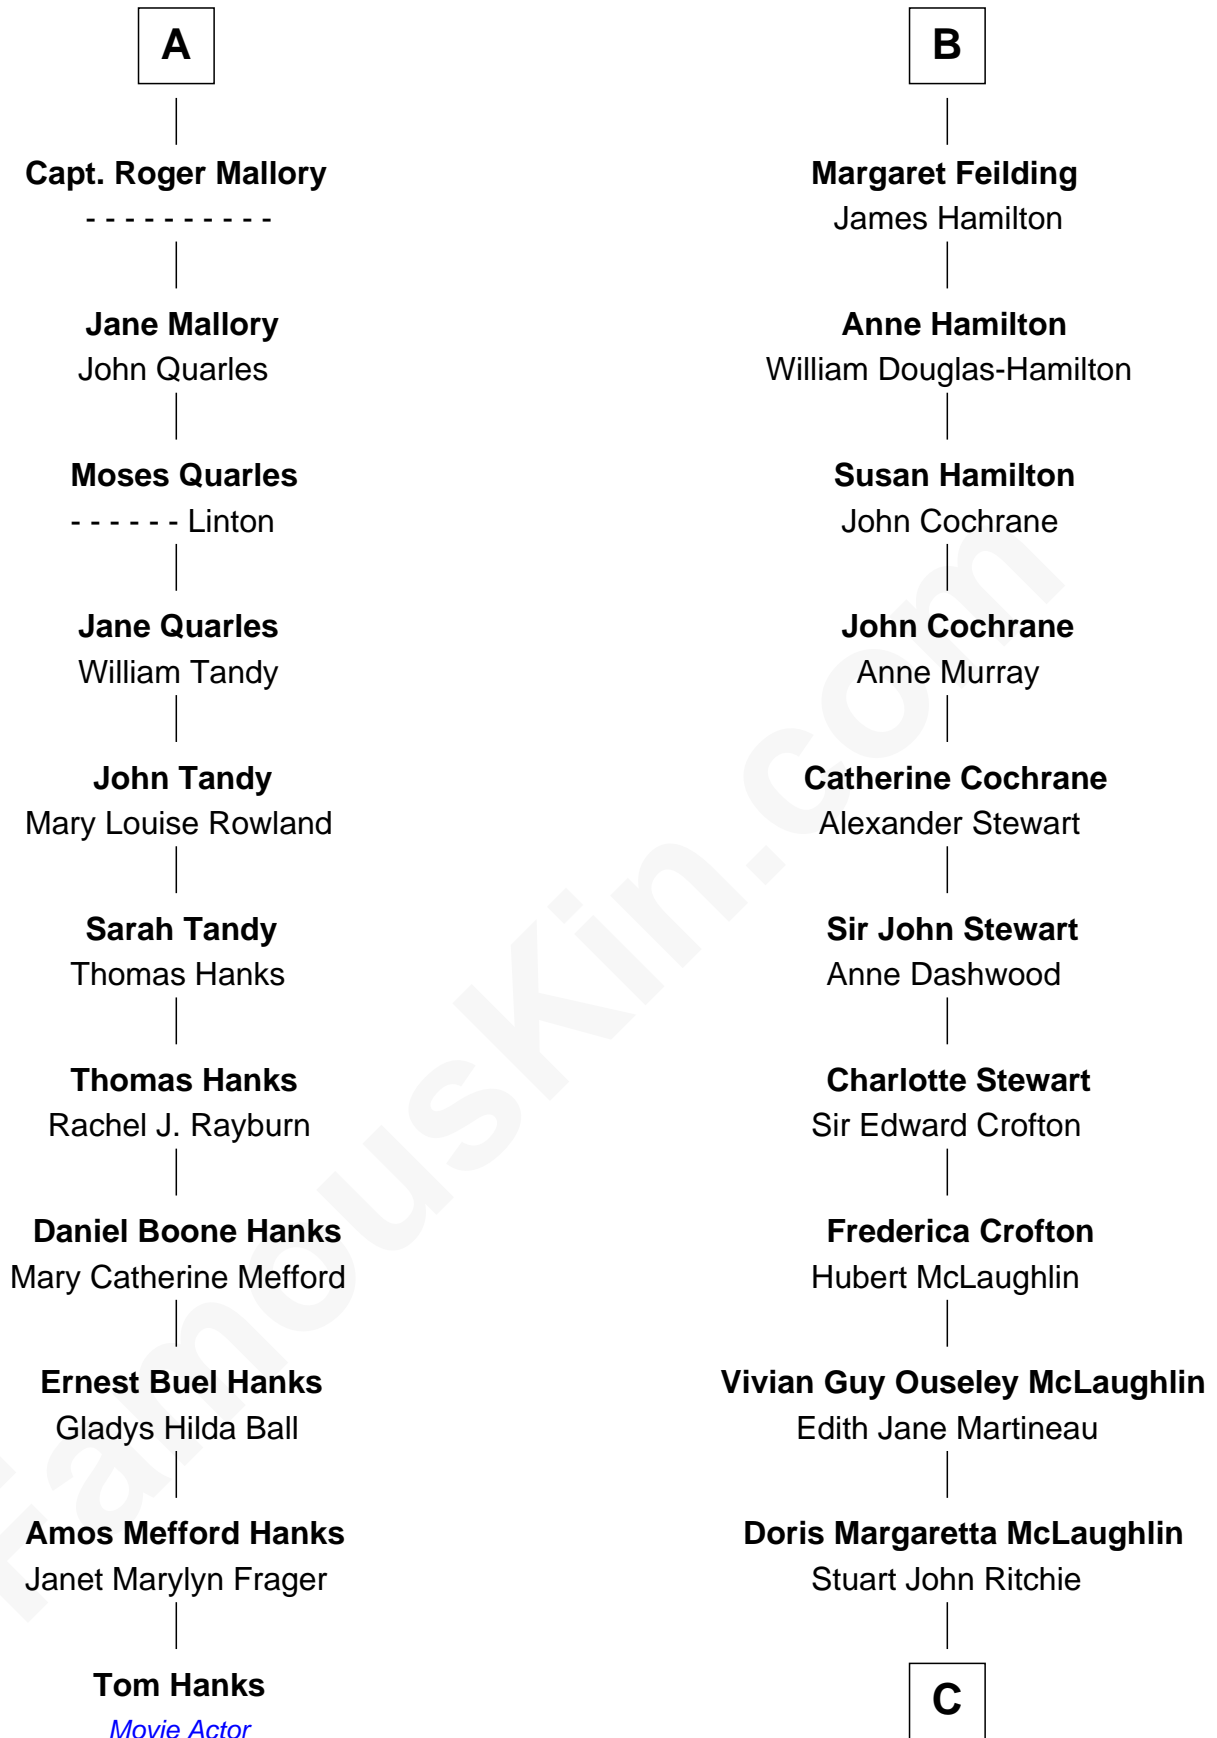 A
Capt. Roger Mallory
- - - - - - - - - -
Jane Mallory
John Quarles
Moses Quarles
- - - - - - Linton
Jane Quarles
William Tandy
John Tandy
Mary Louise Rowland
Sarah Tandy
Thomas Hanks
Thomas Hanks
Rachel J. Rayburn
Daniel Boone Hanks
Mary Catherine Mefford
Ernest Buel Hanks
Gladys Hilda Ball
Amos Mefford Hanks
Janet Marylyn Frager
Tom Hanks
Movie Actor
B
Margaret Feilding
James Hamilton
Anne Hamilton
William Douglas-Hamilton
Susan Hamilton
John Cochrane
John Cochrane
Anne Murray
Catherine Cochrane
Alexander Stewart
Sir John Stewart
Anne Dashwood
Charlotte Stewart
Sir Edward Crofton
Frederica Crofton
Hubert McLaughlin
Vivian Guy Ouseley McLaughlin
Edith Jane Martineau
Doris Margaretta McLaughlin
Stuart John Ritchie
C
FamousKin.com